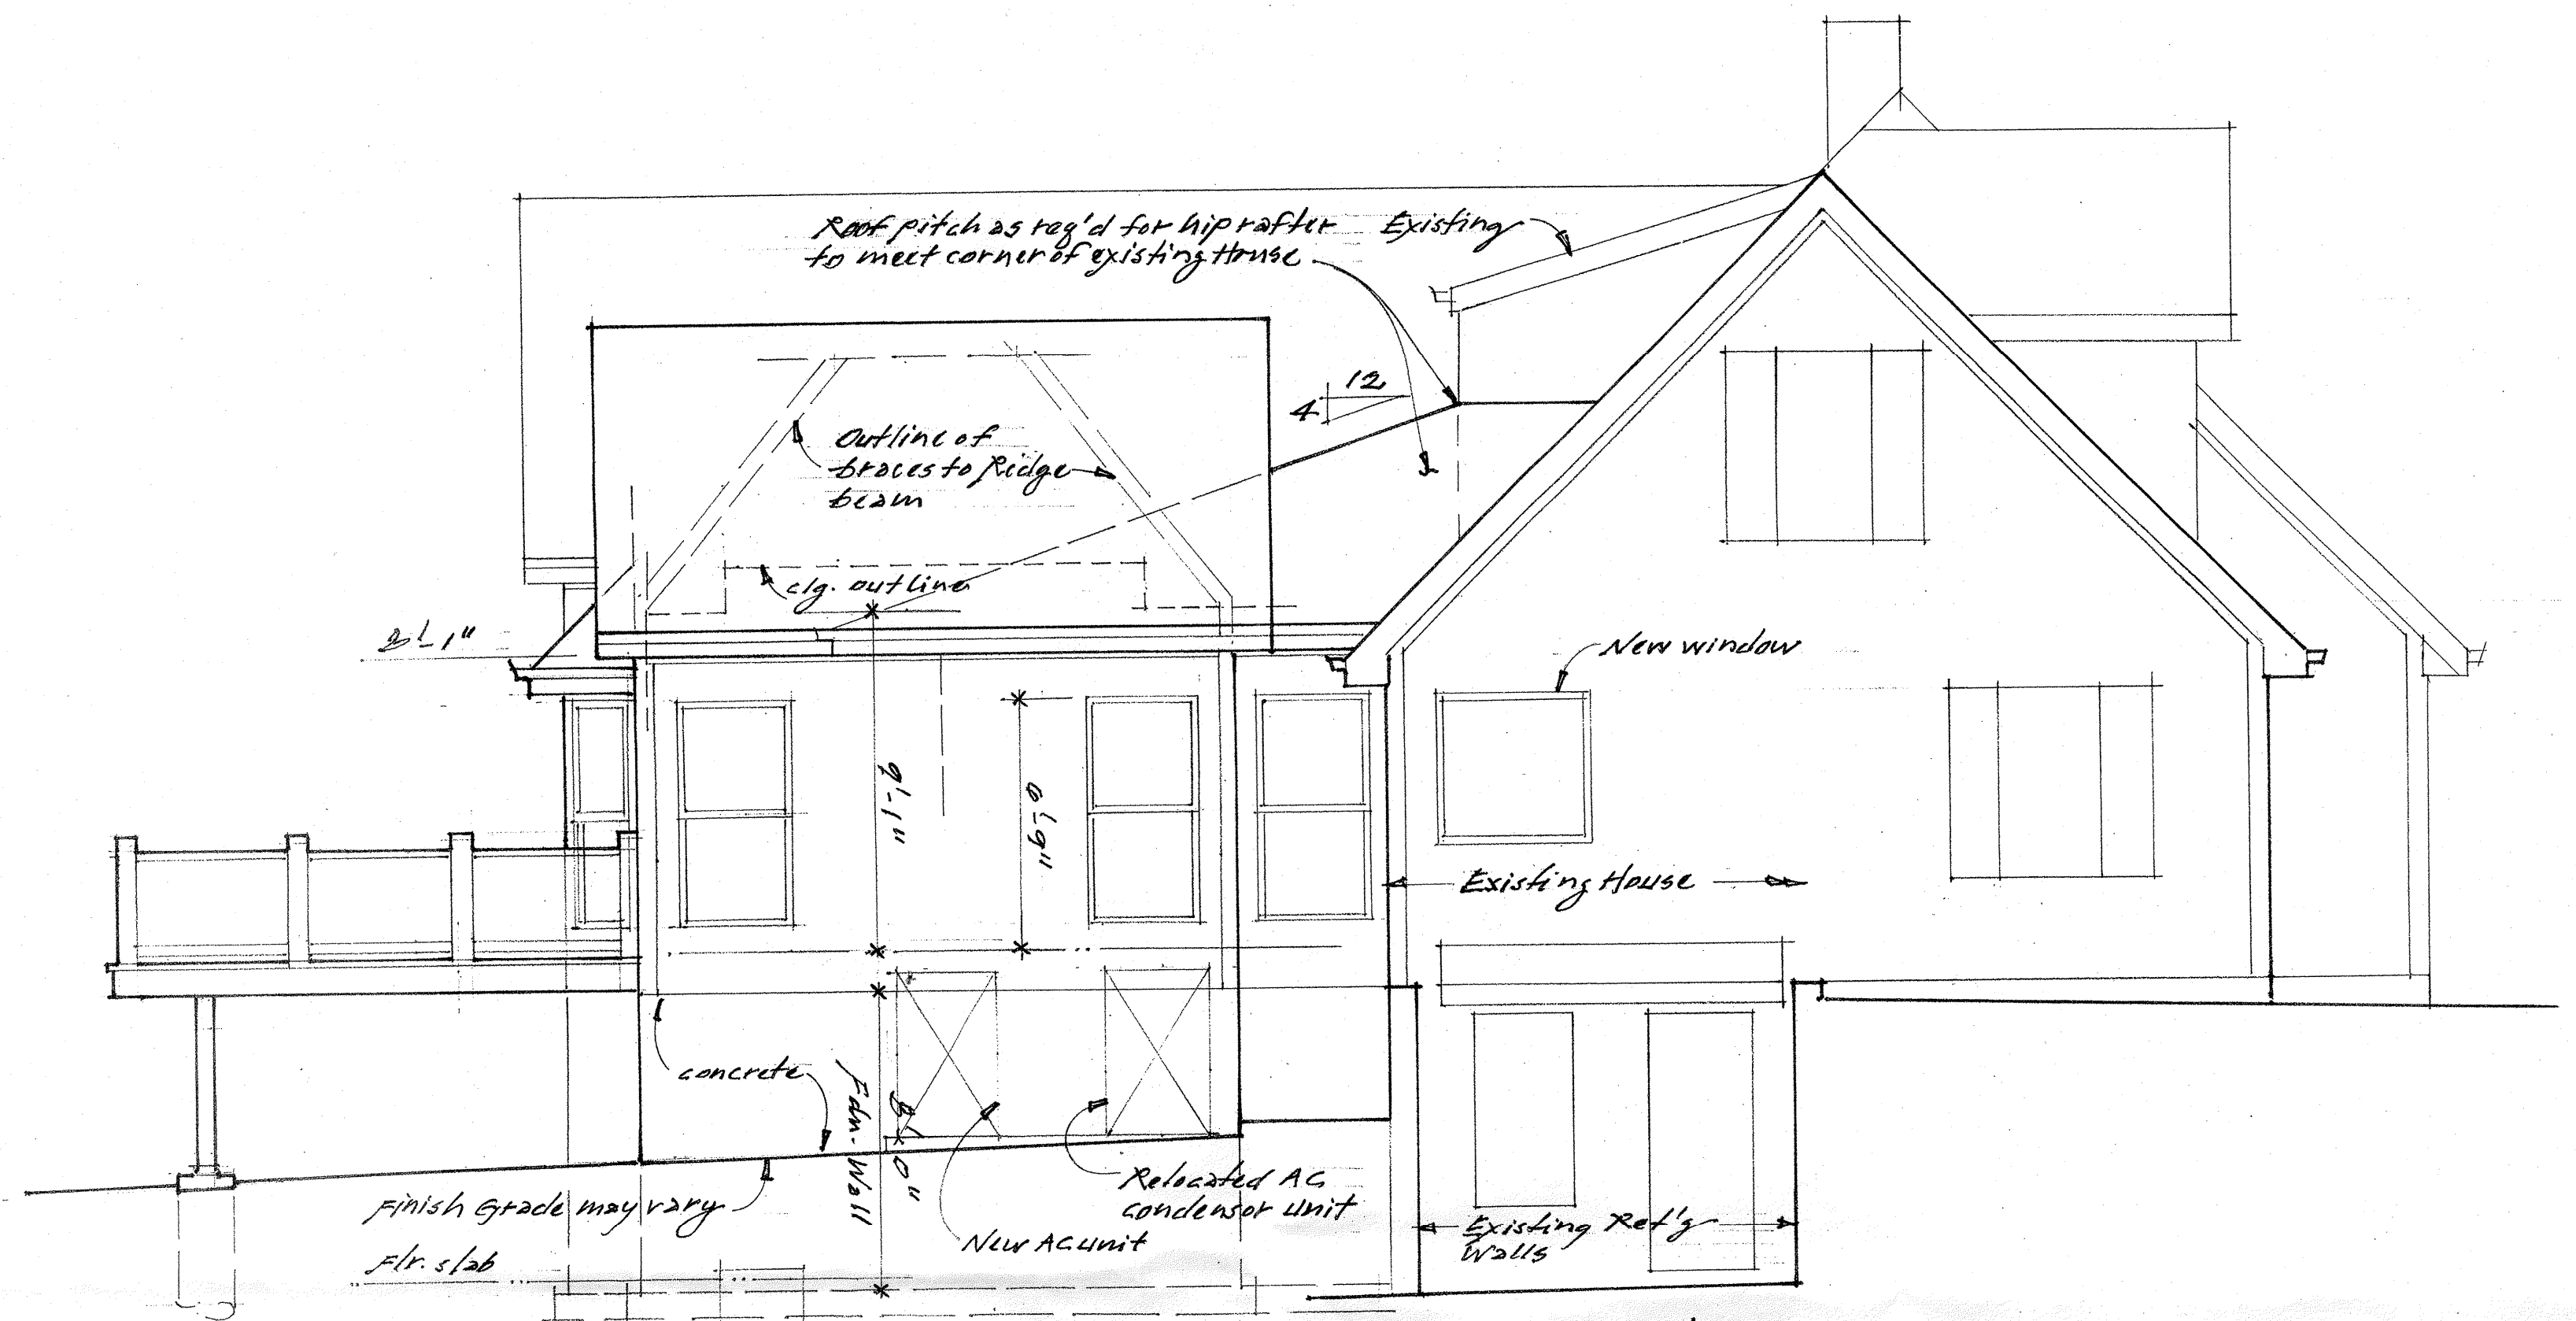 Roof pitch as req'd for hip rafter
to meet corner of existing House
Existing
12
4
Outline of
braces to Ridge
beam
clg. outline
8'-1"
New window
9'-1"
6'-9"
Existing House
concrete
Fdn. Wall
8'-0"
Finish Grade may vary
Relocated AC
condensor unit
New AC unit
Existing Ret'g
Walls
Flr. slab